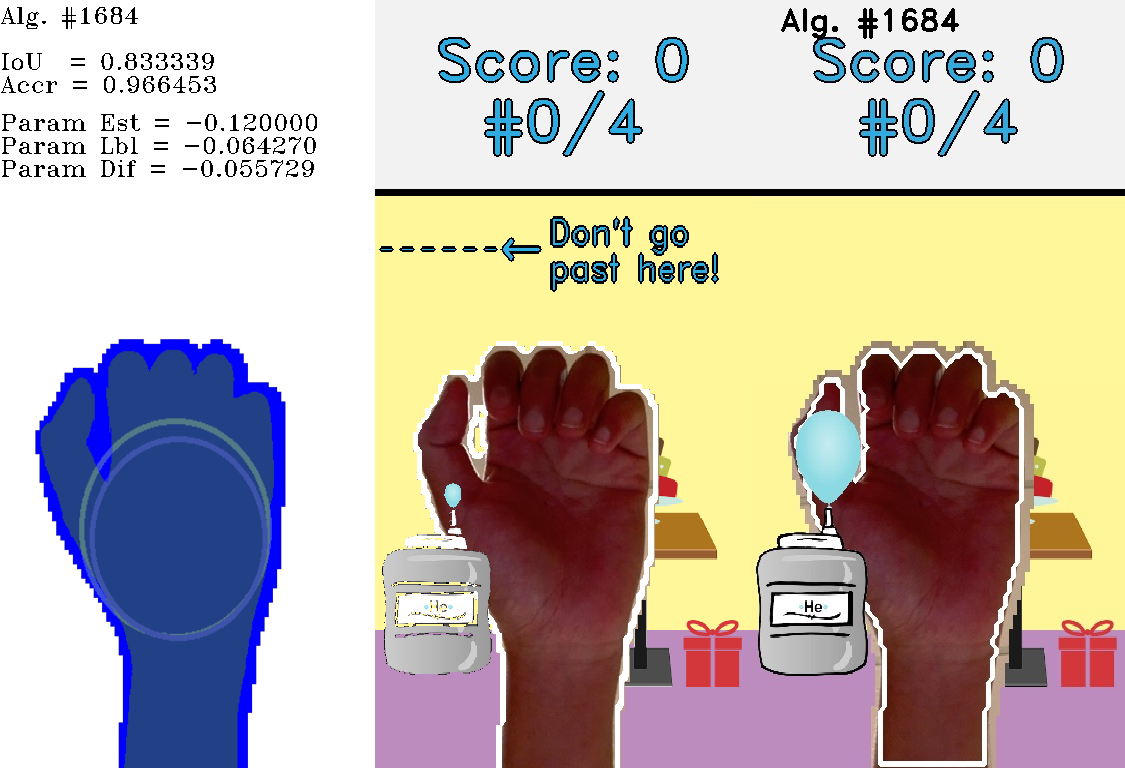 Alg. #1684
IoU = 0.833339
Accr = 0.966453
Param Est = −0.120000
Param Lbl = −0.064270
Param Dif = −0.055729
Score: 0
#0/4
Alg. #1684
Score: 0
#0/4
Don't go
past here!
He
He